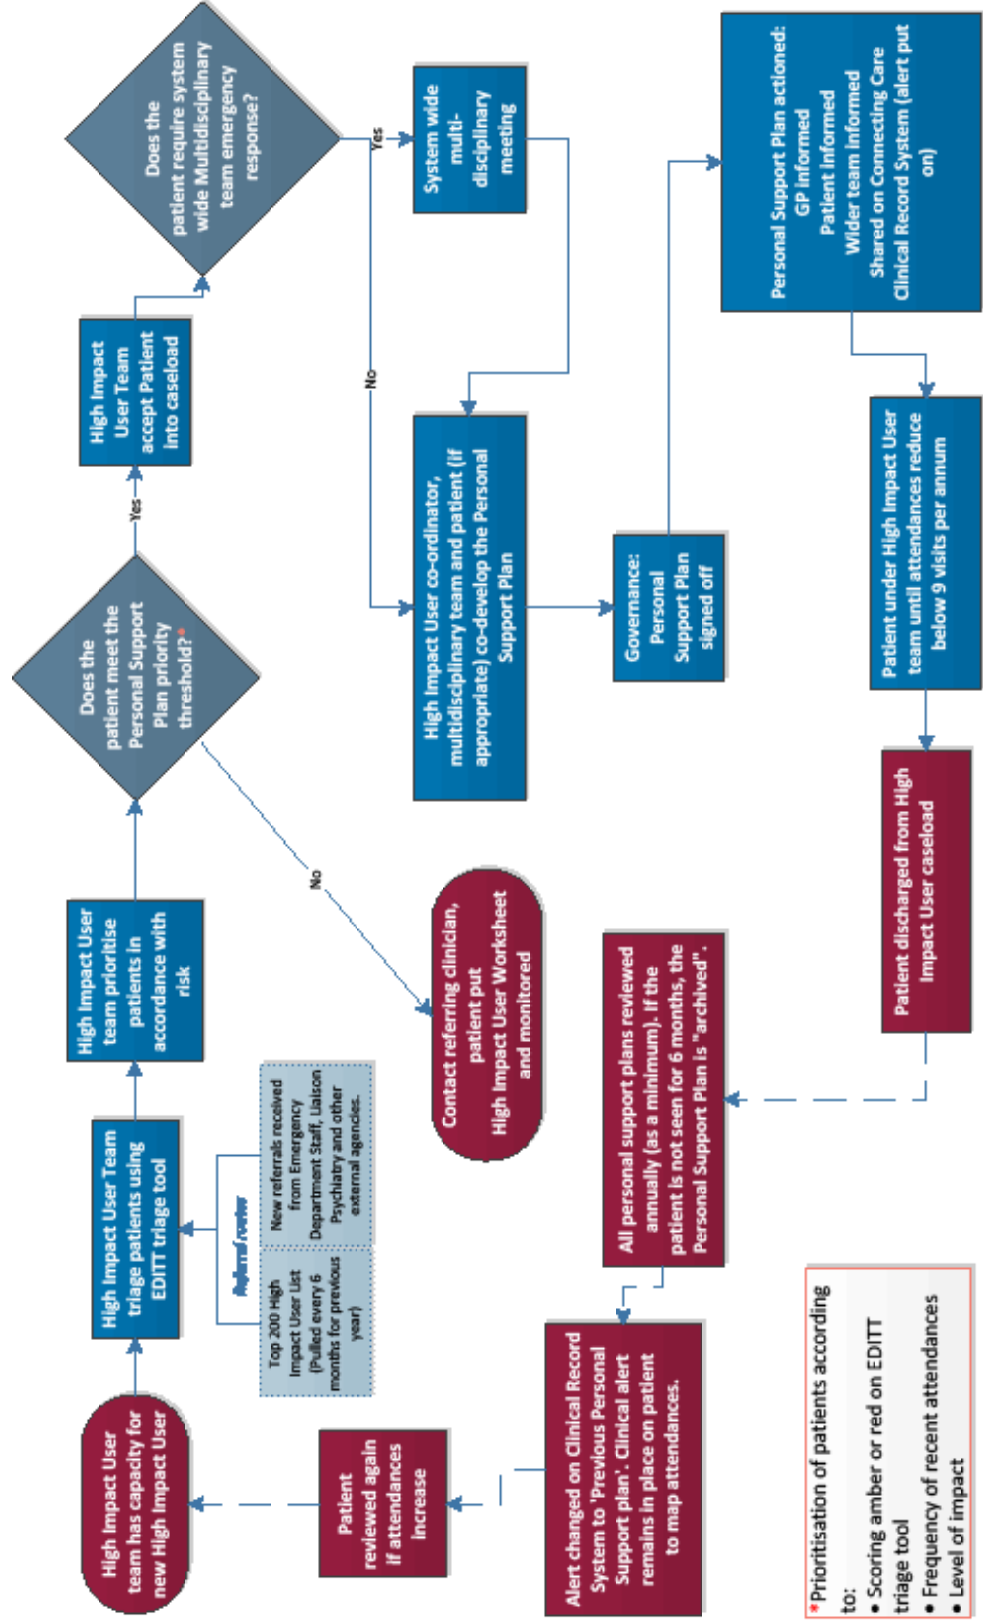 High Impact User
team has capacity for
new High Impact User
High Impact User Team
triage patients using
EDITT triage tool
Referral routes
Top 200 High
Impact User List
(Pulled every 6
months for previous
year)
New referrals received
from Emergency
Department Staff, Liaison
Psychiatry and other
external agencies.
High Impact User
team prioritise
patients in
accordance with
risk
Does the
patient meet the
Personal Support
Plan priority
threshold?*
Yes
No
Contact referring clinician,
patient put
High Impact User Worksheet
and monitored
High Impact
User Team
accept Patient
into caseload
Does the
patient require system
wide Multidisciplinary
team emergency
response?
Yes
No
System wide
multi-
disciplinary
meeting
High Impact User co-ordinator,
multidisciplinary team and patient (if
appropriate) co-develop the Personal
Support Plan
Governance:
Personal
Support Plan
signed off
Personal Support Plan actioned:
GP informed
Patient informed
Wider team informed
Shared on Connecting Care
Clinical Record System (alert put
on)
Patient under High Impact User
team until attendances reduce
below 9 visits per annum
Patient discharged from High
Impact User caseload
All personal support plans reviewed
annually (as a minimum). If the
patient is not seen for 6 months, the
Personal Support Plan is "archived".
Alert changed on Clinical Record
System to 'Previous Personal
Support plan'. Clinical alert
remains in place on patient
to map attendances.
Patient
reviewed again
if attendances
increase
*Prioritisation of patients according
to:
• Scoring amber or red on EDITT
triage tool
• Frequency of recent attendances
• Level of impact